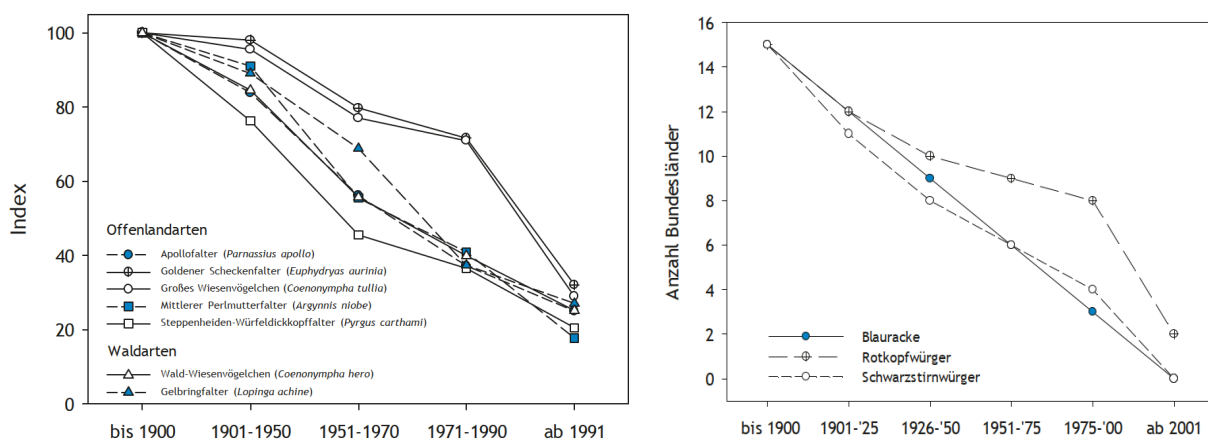 100
80
60
40
20
0
Index
Offenlandarten
Apollofalter (Parnassius apollo)
Goldener Scheckenfalter (Euphydryas aurinia)
Großes Wiesenvögelchen (Coenonympha tullia)
Mittlerer Perlmutterfalter (Argynnis niobe)
Steppenheiden-Würfeldickkopffalter (Pyrgus carthami)
Waldarten
Wald-Wiesenvögelchen (Coenonympha hero)
Gelbringfalter (Lopinga achine)
bis 1900 1901-1950 1951-1970 1971-1990 ab 1991
16
14
12
10
8
6
4
2
0
Anzahl Bundesländer
Blauracke
Rotkopfwürger
Schwarzstirnwürger
bis 1900 1901-'25 1926-'50 1951-'75 1975-'00 ab 2001